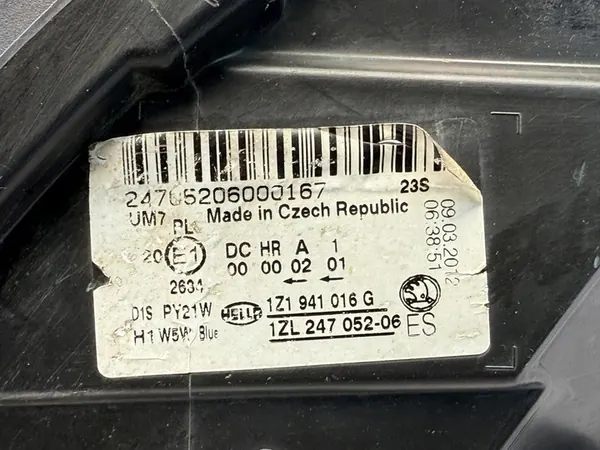 24705206000167
23S
UM7 PL Made in Czech Republic
09.03.2012
06:38:51
20 E1 DC HR A 1
00 00 02 01
2634 ← ←
D1S PY21W HELLA 1Z1 941 016 G
H1 W5W Blue 1ZL 247 052-06 ES